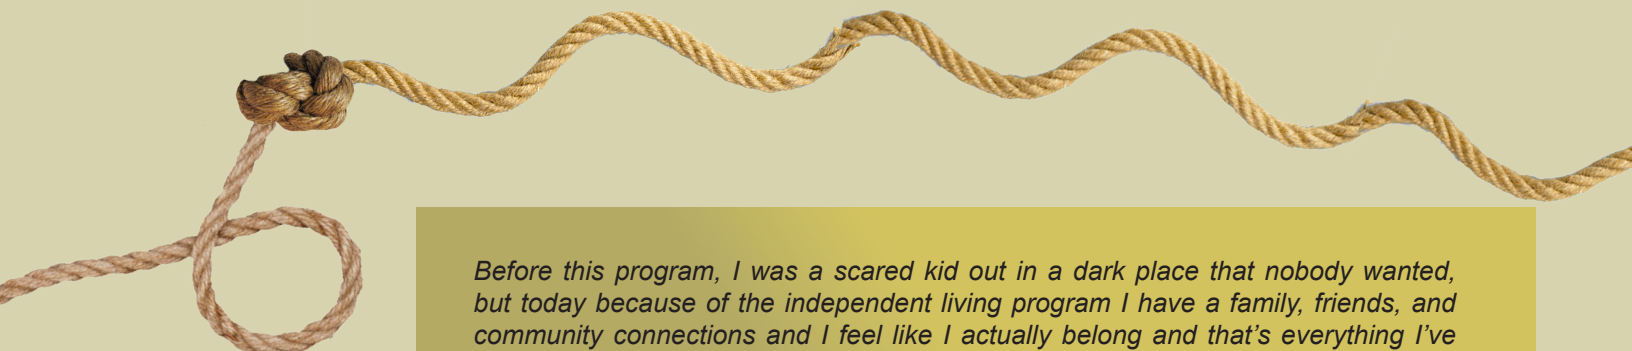 Before this program, I was a scared kid out in a dark place that nobody wanted,
but today because of the independent living program I have a family, friends, and
community connections and I feel like I actually belong and that’s everything I’ve